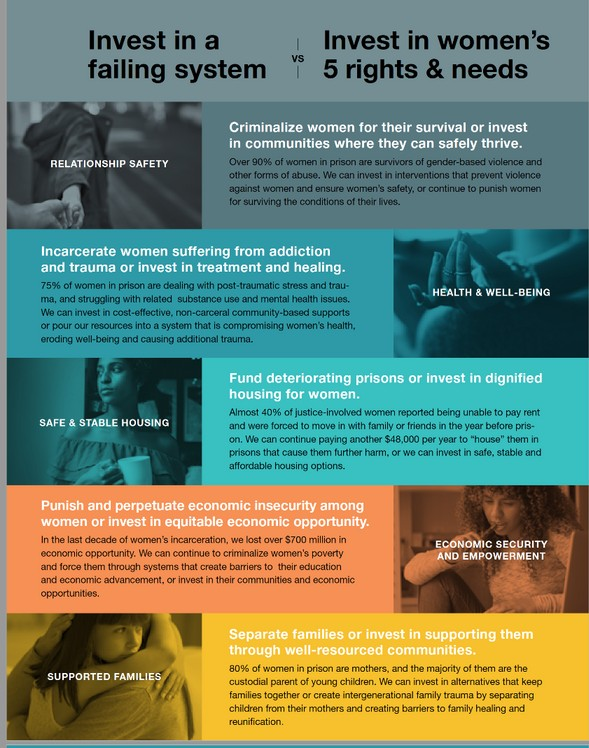 Invest in a
failing system
vs
Invest in women's
5 rights & needs
RELATIONSHIP SAFETY
Criminalize women for their survival or invest
in communities where they can safely thrive.
Over 90% of women in prison are survivors of gender-based violence and
other forms of abuse. We can invest in interventions that prevent violence
against women and ensure women's safety, or continue to punish women
for surviving the conditions of their lives.
Incarcerate women suffering from addiction
and trauma or invest in treatment and healing.
75% of women in prison are dealing with post-traumatic stress and trau-
ma, and struggling with related substance use and mental health issues.
We can invest in cost-effective, non-carceral community-based supports
or pour our resources into a system that is compromising women's health,
eroding well-being and causing additional trauma.
HEALTH & WELL-BEING
SAFE & STABLE HOUSING
Fund deteriorating prisons or invest in dignified
housing for women.
Almost 40% of justice-involved women reported being unable to pay rent
and were forced to move in with family or friends in the year before pris-
on. We can continue paying another $48,000 per year to “house” them in
prisons that cause them further harm, or we can invest in safe, stable and
affordable housing options.
Punish and perpetuate economic insecurity among
women or invest in equitable economic opportunity.
In the last decade of women's incarceration, we lost over $700 million in
economic opportunity. We can continue to criminalize women's poverty
and force them through systems that create barriers to their education
and economic advancement, or invest in their communities and economic
opportunities.
ECONOMIC SECURITY
AND EMPOWERMENT
SUPPORTED FAMILIES
Separate families or invest in supporting them
through well-resourced communities.
80% of women in prison are mothers, and the majority of them are the
custodial parent of young children. We can invest in alternatives that keep
families together or create intergenerational family trauma by separating
children from their mothers and creating barriers to family healing and
reunification.